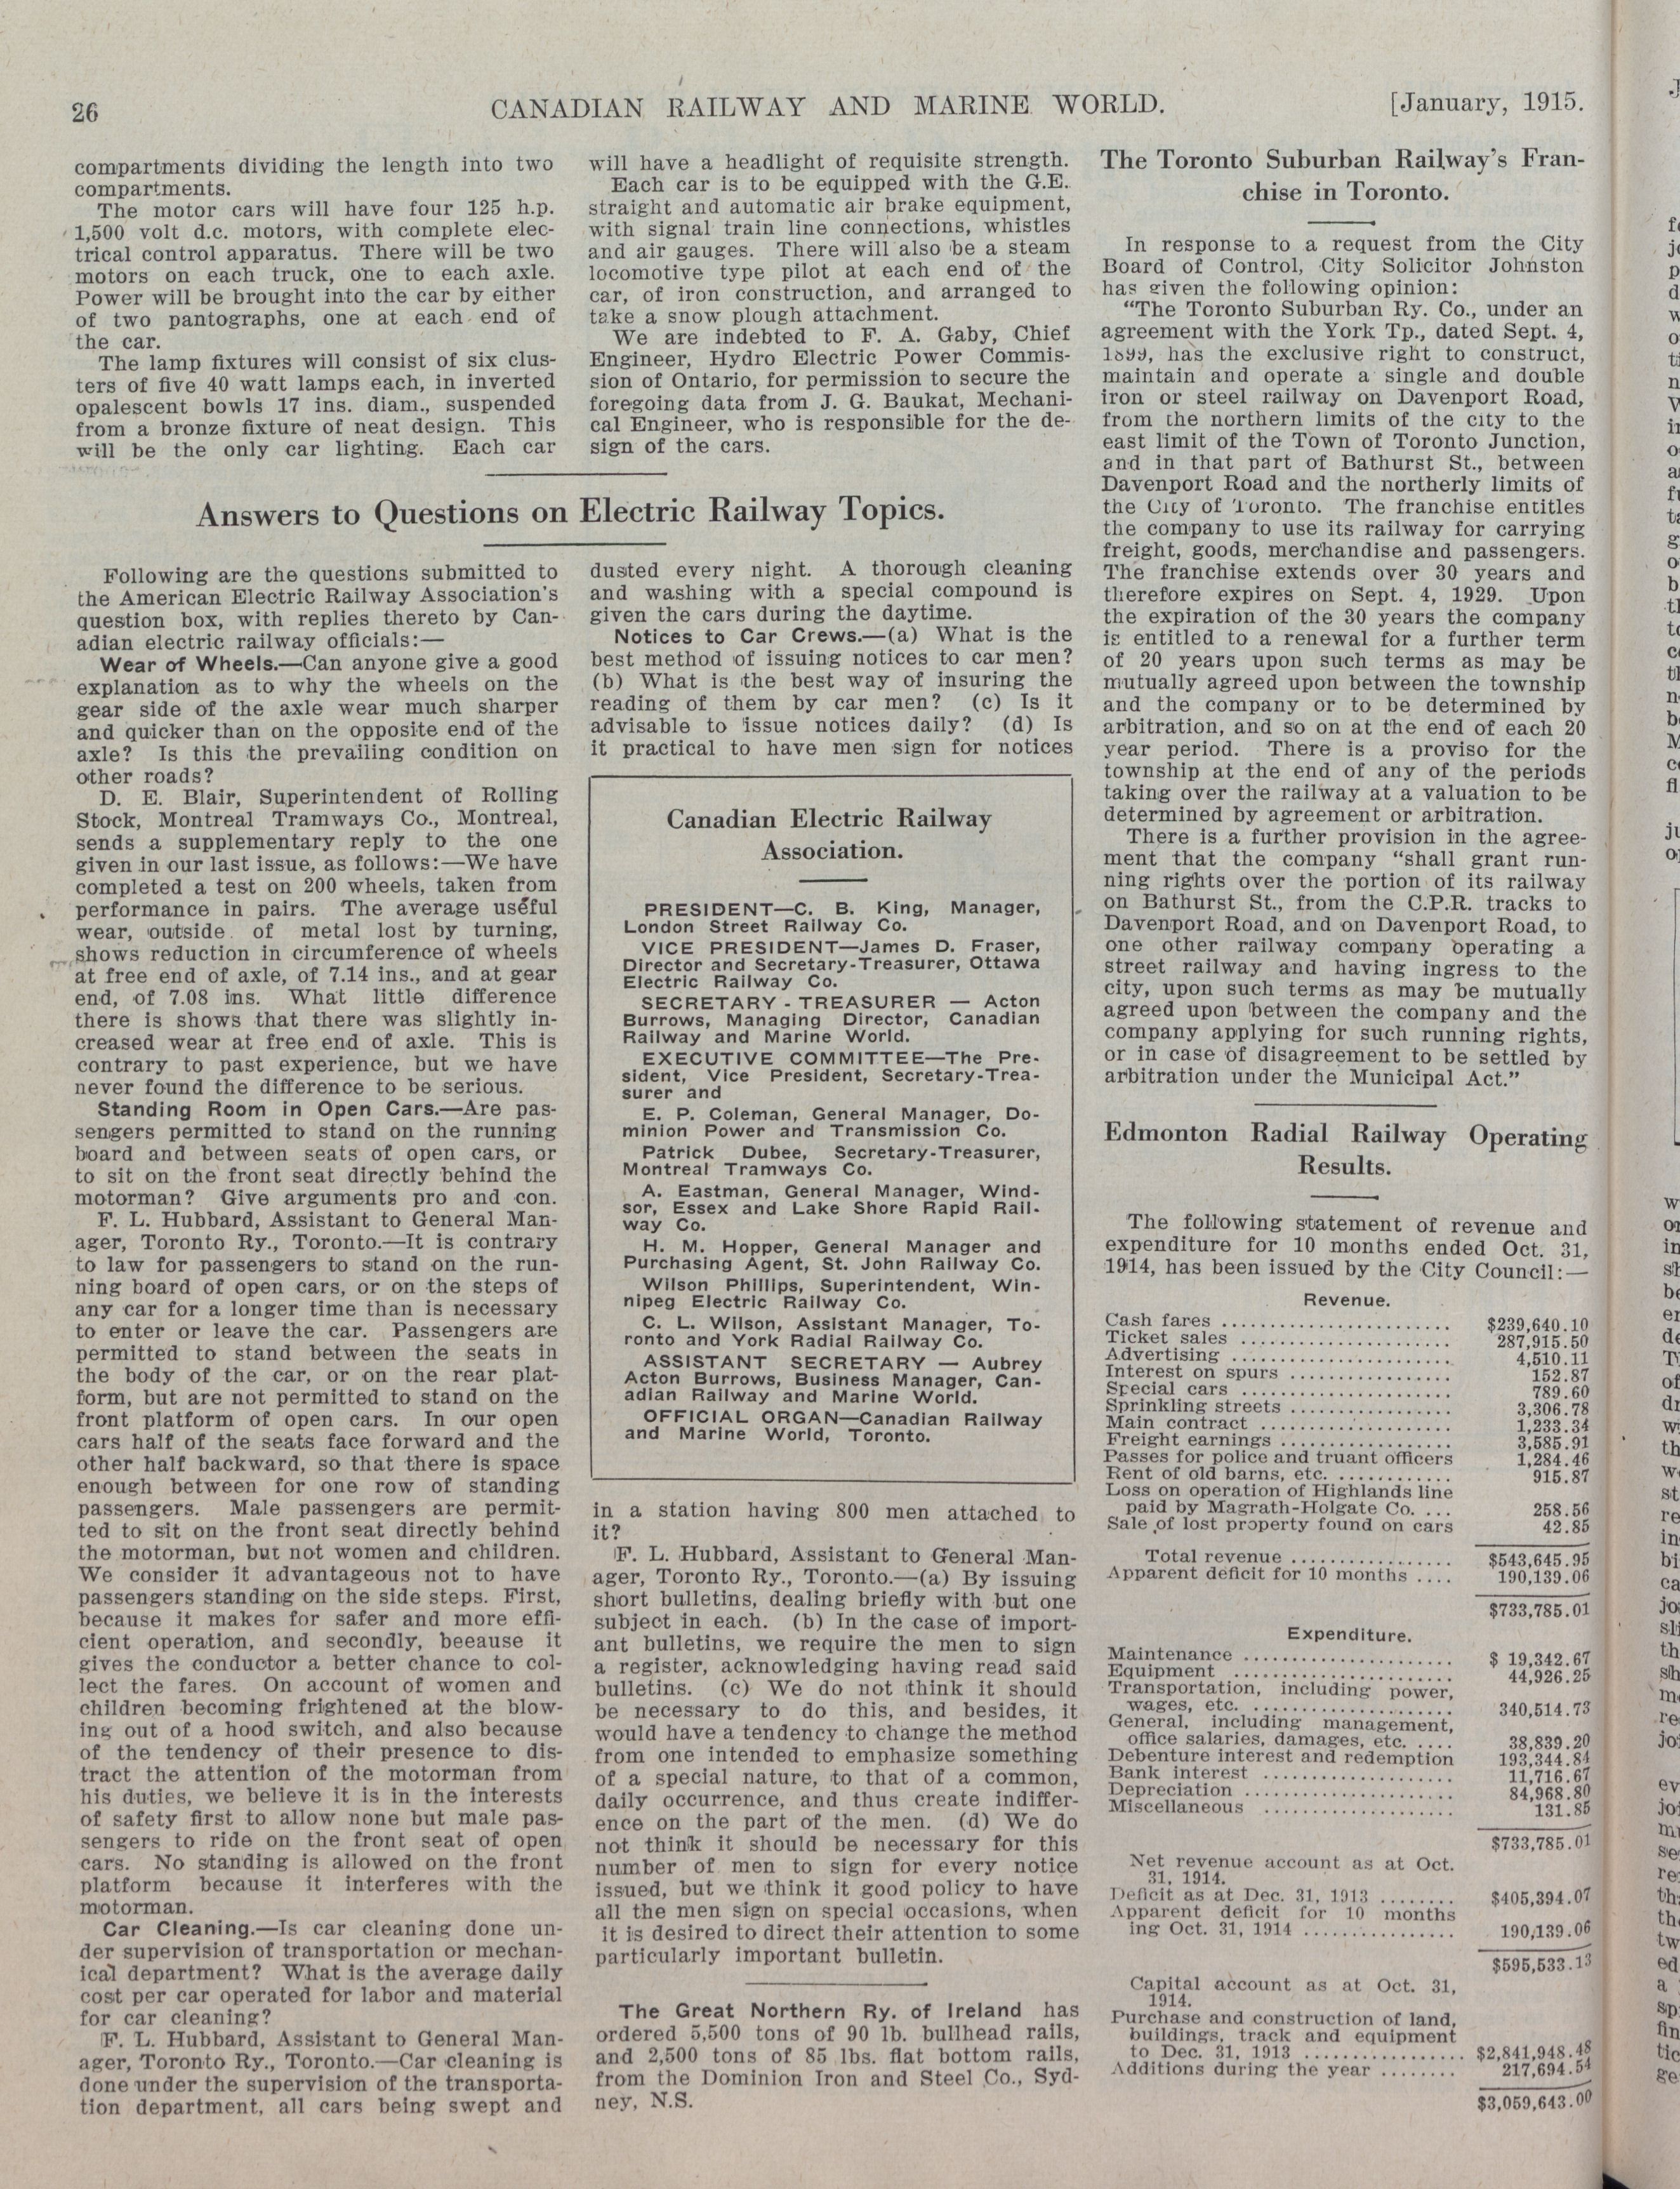 26
CANADIAN RAILWAY AND MARINE WORLD.
[January, 1915.
compartments dividing the length into two
compartments.
The motor cars will have four 125 h.p.
1,500 volt d.c. motors, with complete elec-
trical control apparatus. There will be two
motors on each truck, one to each axle.
Power will be brought into the car by either
of two pantographs, one at each end of
the car.
The lamp fixtures will consist of six clus-
ters of five 40 watt lamps each, in inverted
opalescent bowls 17 ins. diam., suspended
from a bronze fixture of neat design. This
will be the only car lighting. Each car
will have a headlight of requisite strength.
Each car is to be equipped with the G.E.
straight and automatic air brake equipment,
with signal train line connections, whistles
and air gauges. There will also be a steam
locomotive type pilot at each end of the
car, of iron construction, and arranged to
take a snow plough attachment.
We are indebted to F. A. Gaby, Chief
Engineer, Hydro Electric Power Commis-
sion of Ontario, for permission to secure the
foregoing data from J. G. Baukat, Mechani-
cal Engineer, who is responsible for the de-
sign of the cars.
Answers to Questions on Electric Railway Topics.
Following are the questions submitted to
the American Electric Railway Association's
question box, with replies thereto by Can-
adian electric railway officials:—
Wear of Wheels.—Can anyone give a good
explanation as to why the wheels on the
gear side of the axle wear much sharper
and quicker than on the opposite end of the
axle? Is this the prevailing condition on
other roads?
D. E. Blair, Superintendent of Rolling
Stock, Montreal Tramways Co., Montreal,
sends a supplementary reply to the one
given in our last issue, as follows:—We have
completed a test on 200 wheels, taken from
performance in pairs. The average useful
wear, outside of metal lost by turning,
shows reduction in circumference of wheels
at free end of axle, of 7.14 ins., and at gear
end, of 7.08 ins. What little difference
there is shows that there was slightly in-
creased wear at free end of axle. This is
contrary to past experience, but we have
never found the difference to be serious.
Standing Room in Open Cars.—Are pas-
sengers permitted to stand on the running
board and between seats of open cars, or
to sit on the front seat directly behind the
motorman? Give arguments pro and con.
F. L. Hubbard, Assistant to General Man-
ager, Toronto Ry., Toronto.—It is contrary
to law for passengers to stand on the run-
ning board of open cars, or on the steps of
any car for a longer time than is necessary
to enter or leave the car. Passengers are
permitted to stand between the seats in
the body of the car, or on the rear plat-
form, but are not permitted to stand on the
front platform of open cars. In our open
cars half of the seats face forward and the
other half backward, so that there is space
enough between for one row of standing
passengers. Male passengers are permit-
ted to sit on the front seat directly behind
the motorman, but not women and children.
We consider it advantageous not to have
passengers standing on the side steps. First,
because it makes for safer and more effi-
cient operation, and secondly, beeause it
gives the conductor a better chance to col-
lect the fares. On account of women and
children becoming frightened at the blow-
ing out of a hood switch, and also because
of the tendency of their presence to dis-
tract the attention of the motorman from
his duties, we believe it is in the interests
of safety first to allow none but male pas-
sengers to ride on the front seat of open
cars. No standing is allowed on the front
platform because it interferes with the
motorman.
Car Cleaning.—Is car cleaning done un-
der supervision of transportation or mechan-
ical department? What is the average daily
cost per car operated for labor and material
for car cleaning?
F. L. Hubbard, Assistant to General Man-
ager, Toronto Ry., Toronto.—Car cleaning is
done under the supervision of the transporta-
tion department, all cars being swept and
dusted every night. A thorough cleaning
and washing with a special compound is
given the cars during the daytime.
Notices to Car Crews.—(a) What is the
best method of issuing notices to car men?
(b) What is the best way of insuring the
reading of them by car men? (c) Is it
advisable to issue notices daily? (d) Is
it practical to have men sign for notices
Canadian Electric Railway
Association.
PRESIDENT—C. B. King, Manager,
London Street Railway Co.
VICE PRESIDENT—James D. Fraser,
Director and Secretary-Treasurer, Ottawa
Electric Railway Co.
SECRETARY - TREASURER — Acton
Burrows, Managing Director, Canadian
Railway and Marine World.
EXECUTIVE COMMITTEE—The Pre-
sident, Vice President, Secretary-Trea-
surer and
E. P. Coleman, General Manager, Do-
minion Power and Transmission Co.
Patrick Dubee, Secretary-Treasurer,
Montreal Tramways Co.
A. Eastman, General Manager, Wind-
sor, Essex and Lake Shore Rapid Rail-
way Co.
H. M. Hopper, General Manager and
Purchasing Agent, St. John Railway Co.
Wilson Phillips, Superintendent, Win-
nipeg Electric Railway Co.
C. L. Wilson, Assistant Manager, To-
ronto and York Radial Railway Co.
ASSISTANT SECRETARY — Aubrey
Acton Burrows, Business Manager, Can-
adian Railway and Marine World.
OFFICIAL ORGAN—Canadian Railway
and Marine World, Toronto.
in a station having 800 men attached to
it?
F. L. Hubbard, Assistant to General Man-
ager, Toronto Ry., Toronto.—(a) By issuing
short bulletins, dealing briefly with but one
subject in each. (b) In the case of import-
ant bulletins, we require the men to sign
a register, acknowledging having read said
bulletins. (c) We do not think it should
be necessary to do this, and besides, it
would have a tendency to change the method
from one intended to emphasize something
of a special nature, to that of a common,
daily occurrence, and thus create indiffer-
ence on the part of the men. (d) We do
not think it should be necessary for this
number of men to sign for every notice
issued, but we think it good policy to have
all the men sign on special occasions, when
it is desired to direct their attention to some
particularly important bulletin.
The Great Northern Ry. of Ireland has
ordered 5,500 tons of 90 lb. bullhead rails,
and 2,500 tons of 85 lbs. flat bottom rails,
from the Dominion Iron and Steel Co., Syd-
ney, N.S.
The Toronto Suburban Railway's Fran-
chise in Toronto.
In response to a request from the City
Board of Control, City Solicitor Johnston
has given the following opinion:
"The Toronto Suburban Ry. Co., under an
agreement with the York Tp., dated Sept. 4,
1899, has the exclusive right to construct,
maintain and operate a single and double
iron or steel railway on Davenport Road,
from the northern limits of the city to the
east limit of the Town of Toronto Junction,
and in that part of Bathurst St., between
Davenport Road and the northerly limits of
the City of Toronto. The franchise entitles
the company to use its railway for carrying
freight, goods, merchandise and passengers.
The franchise extends over 30 years and
therefore expires on Sept. 4, 1929. Upon
the expiration of the 30 years the company
is entitled to a renewal for a further term
of 20 years upon such terms as may be
mutually agreed upon between the township
and the company or to be determined by
arbitration, and so on at the end of each 20
year period. There is a proviso for the
township at the end of any of the periods
taking over the railway at a valuation to be
determined by agreement or arbitration.
There is a further provision in the agree-
ment that the company "shall grant run-
ning rights over the portion of its railway
on Bathurst St., from the C.P.R. tracks to
Davenport Road, and on Davenport Road, to
one other railway company operating a
street railway and having ingress to the
city, upon such terms as may be mutually
agreed upon between the company and the
company applying for such running rights,
or in case of disagreement to be settled by
arbitration under the Municipal Act."
Edmonton Radial Railway Operating
Results.
The following statement of revenue and
expenditure for 10 months ended Oct. 31,
1914, has been issued by the City Council:—
Revenue.
Cash fares ........................ $239,640.10
Ticket sales ...................... 287,915.50
Advertising ....................... 4,510.11
Interest on spurs ................. 152.87
Special cars ...................... 789.60
Sprinkling streets ................. 3,306.78
Main contract .................... 1,233.34
Freight earnings .................. 3,585.91
Passes for police and truant officers 1,284.46
Rent of old barns, etc. ............ 915.87
Loss on operation of Highlands line
paid by Magrath-Holgate Co. ... 258.56
Sale of lost property found on cars 42.85
Total revenue ................. $543,645.95
Apparent deficit for 10 months .... 190,139.06
$733,785.01
Expenditure.
Maintenance ...................... $ 19,342.67
Equipment ....................... 44,926.25
Transportation, including power,
wages, etc. ..................... 340,514.73
General, including management,
office salaries, damages, etc. .... 38,839.20
Debenture interest and redemption 193,344.84
Bank interest .................... 11,716.67
Depreciation ...................... 84,968.80
Miscellaneous .................... 131.85
$733,785.01
Net revenue account as at Oct.
31, 1914.
Deficit as at Dec. 31, 1913 ........ $405,394.07
Apparent deficit for 10 months
ing Oct. 31, 1914 ................ 190,139.06
$595,533.13
Capital account as at Oct. 31,
1914.
Purchase and construction of land,
buildings, track and equipment
to Dec. 31, 1913 ................. $2,841,948.48
Additions during the year ........ 217,694.54
$3,059,643.00